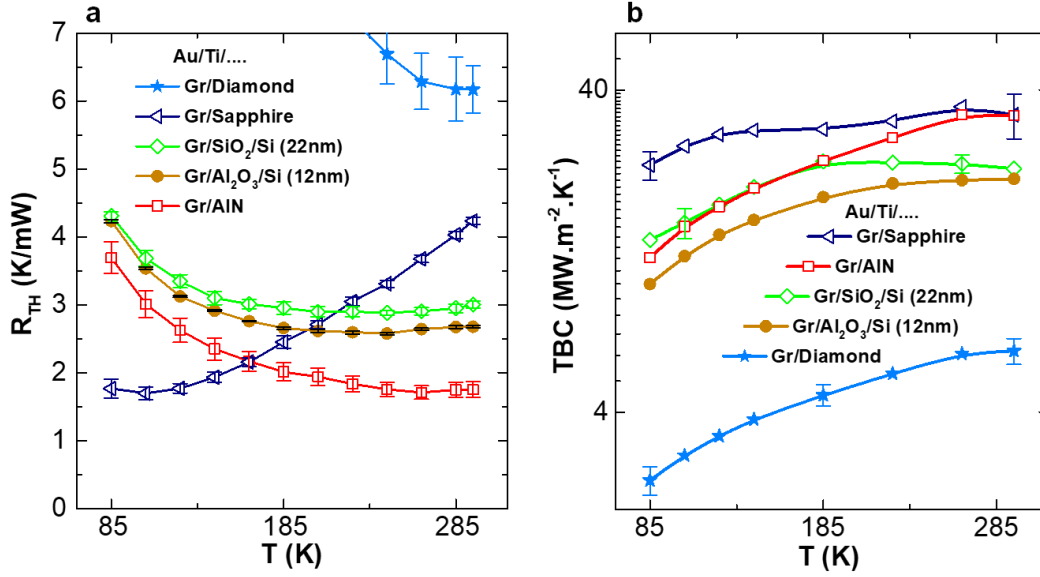 a
R_TH (K/mW)
7
6
5
4
3
2
1
0
Au/Ti/....
Gr/Diamond
Gr/Sapphire
Gr/SiO₂/Si (22nm)
Gr/Al₂O₃/Si (12nm)
Gr/AlN
85
185
285
T (K)
b
TBC (MW.m⁻².K⁻¹)
40
4
Au/Ti/....
Gr/Sapphire
Gr/AlN
Gr/SiO₂/Si (22nm)
Gr/Al₂O₃/Si (12nm)
Gr/Diamond
85
185
285
T (K)